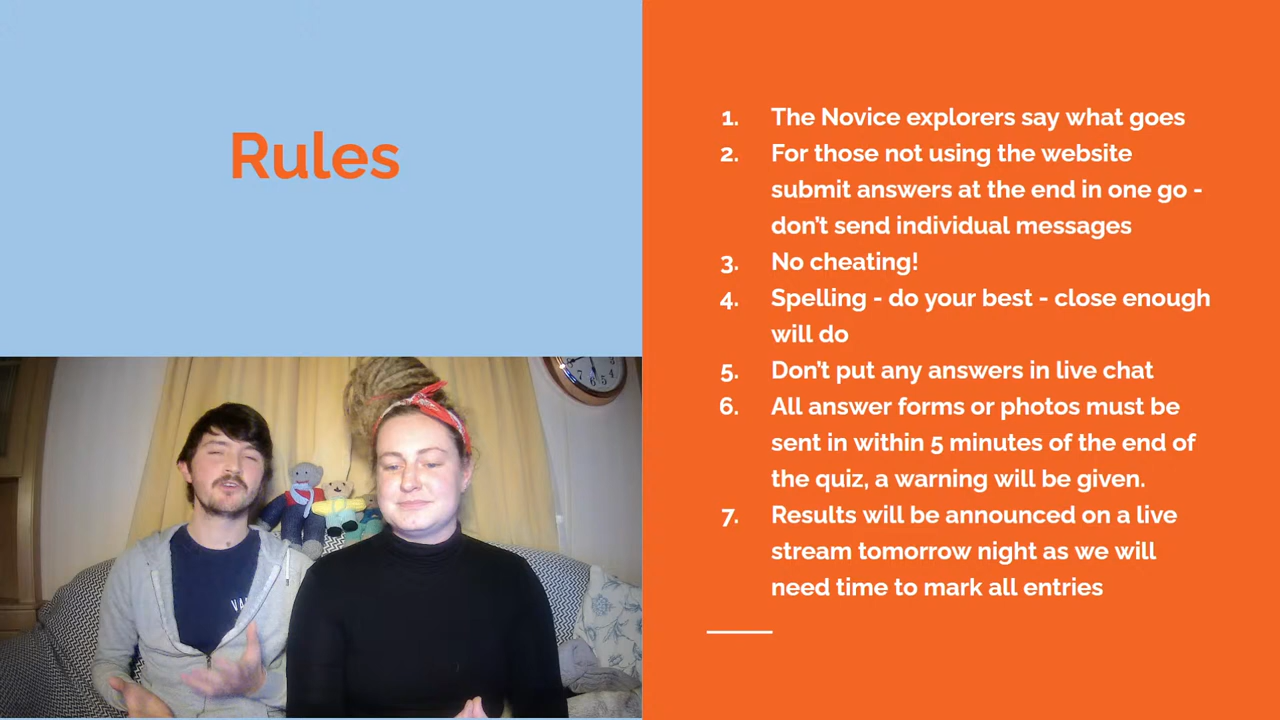 Rules
1. The Novice explorers say what goes
2. For those not using the website
submit answers at the end in one go -
don't send individual messages
3. No cheating!
4. Spelling - do your best - close enough
will do
5. Don't put any answers in live chat
6. All answer forms or photos must be
sent in within 5 minutes of the end of
the quiz, a warning will be given.
7. Results will be announced on a live
stream tomorrow night as we will
need time to mark all entries